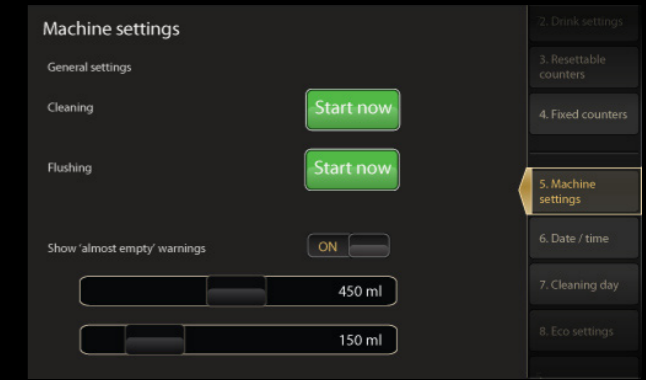 Machine settings
General settings
Cleaning
Start now
Flushing
Start now
Show 'almost empty' warnings
ON
450 ml
150 ml
2. Drink settings
3. Resettable
counters
4. Fixed counters
5. Machine
settings
6. Date / time
7. Cleaning day
8. Eco settings